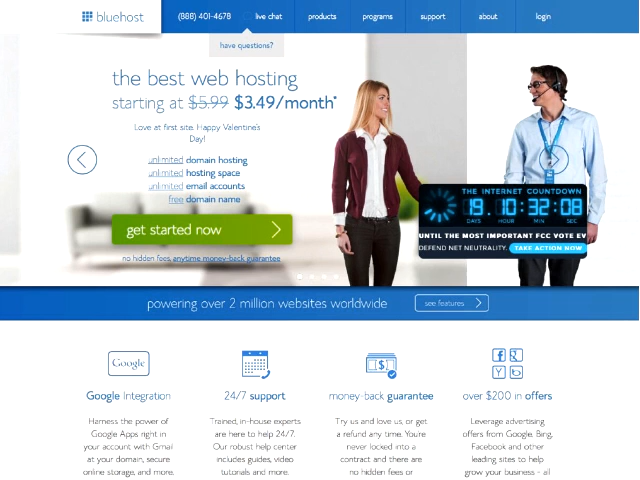 bluehost
(888) 401-4678
live chat
products
programs
support
about
login
have questions?
the best web hosting
starting at $5.99 $3.49/month*
Love at first site. Happy Valentine's
Day!
unlimited domain hosting
unlimited hosting space
unlimited email accounts
free domain name
get started now
no hidden fees, anytime money-back guarantee
THE INTERNET COUNTDOWN
19 10:32:08
DAYS HOUR MIN SEC
UNTIL THE MOST IMPORTANT FCC VOTE EV
DEFEND NET NEUTRALITY. TAKE ACTION NOW
powering over 2 million websites worldwide
see features
Google
Google Integration
Harness the power of
Google Apps right in
your account with Gmail
at your domain, secure
online storage, and more.
24/7 support
Trained, in-house experts
are here to help 24/7.
Our robust help center
includes guides, video
tutorials and more.
money-back guarantee
Try us and love us, or get
a refund any time. You're
never locked into a
contract and there are
no hidden fees or
over $200 in offers
Leverage advertising
offers from Google, Bing,
Facebook and other
leading sites to help
grow your business - all